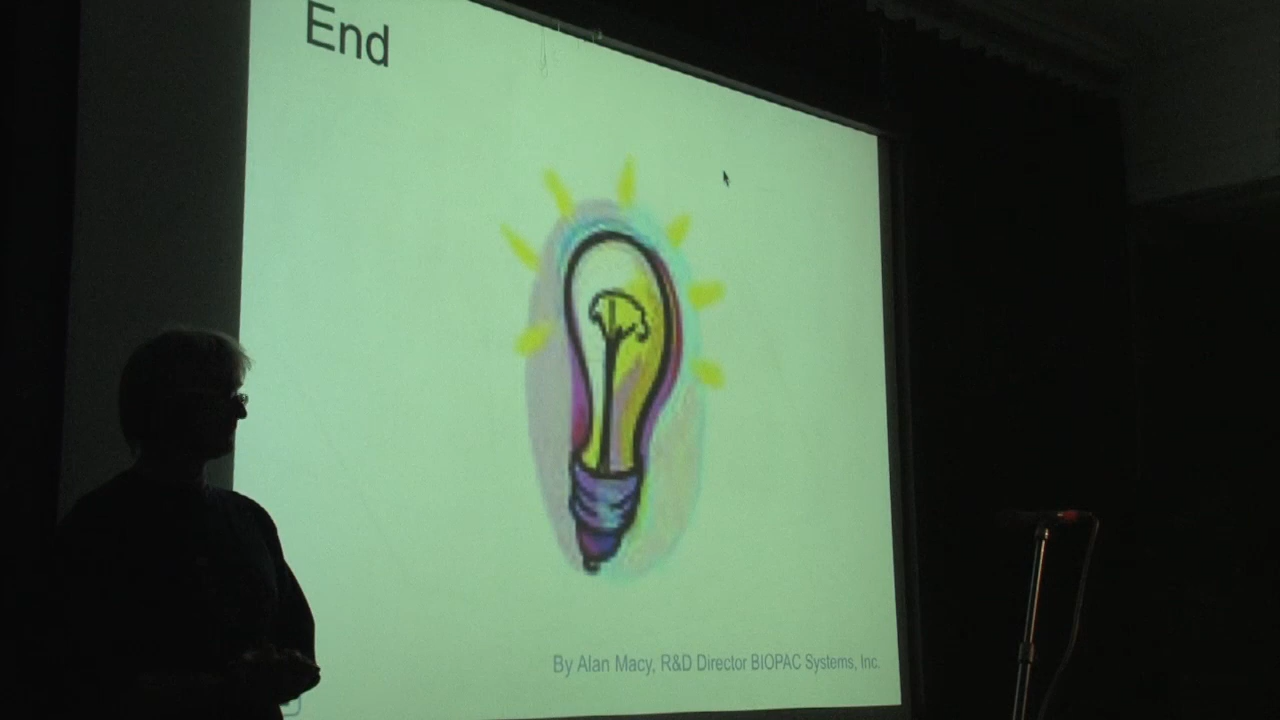 End
By Alan Macy, R&D Director BIOPAC Systems, Inc.